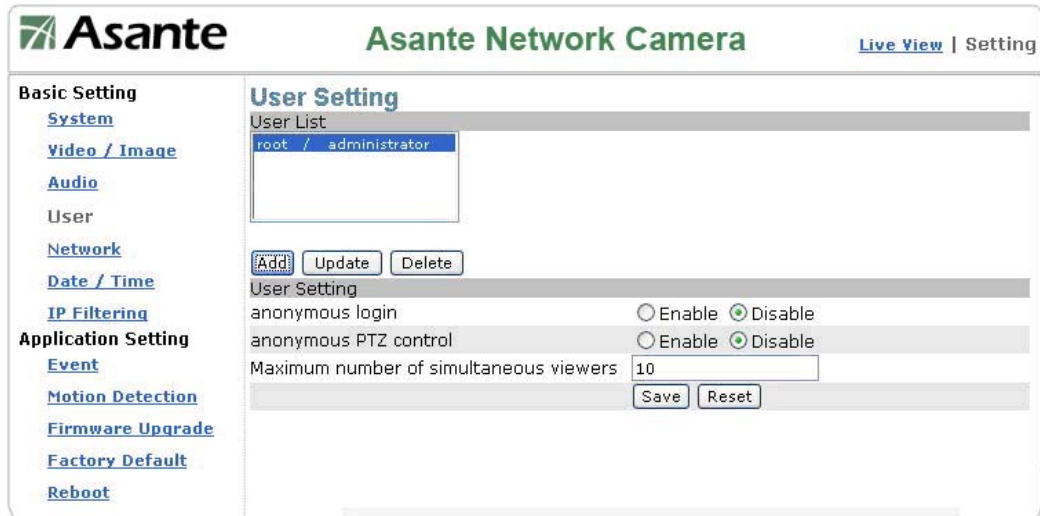 Asante
Asante Network Camera
Live View | Setting
Basic Setting
System
Video / Image
Audio
User
Network
Date / Time
IP Filtering
Application Setting
Event
Motion Detection
Firmware Upgrade
Factory Default
Reboot
User Setting
User List
root / administrator
Add Update Delete
User Setting
anonymous login Enable Disable
anonymous PTZ control Enable Disable
Maximum number of simultaneous viewers 10
Save Reset